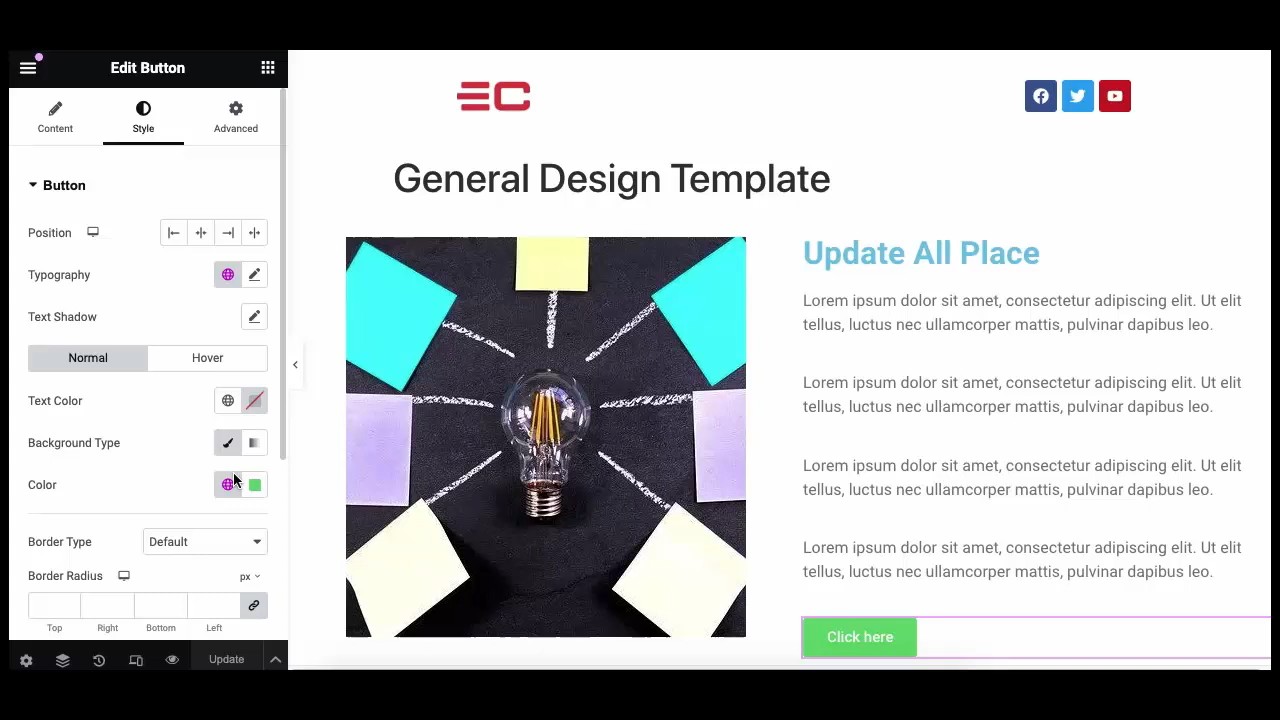 Edit Button
Content
Style
Advanced
Button
Position
Typography
Text Shadow
Normal
Hover
Text Color
Background Type
Color
Border Type
Default
Border Radius
px
Top
Right
Bottom
Left
Update
EC
General Design Template
Update All Place
Lorem ipsum dolor sit amet, consectetur adipiscing elit. Ut elit
tellus, luctus nec ullamcorper mattis, pulvinar dapibus leo.
Lorem ipsum dolor sit amet, consectetur adipiscing elit. Ut elit
tellus, luctus nec ullamcorper mattis, pulvinar dapibus leo.
Lorem ipsum dolor sit amet, consectetur adipiscing elit. Ut elit
tellus, luctus nec ullamcorper mattis, pulvinar dapibus leo.
Lorem ipsum dolor sit amet, consectetur adipiscing elit. Ut elit
tellus, luctus nec ullamcorper mattis, pulvinar dapibus leo.
Click here